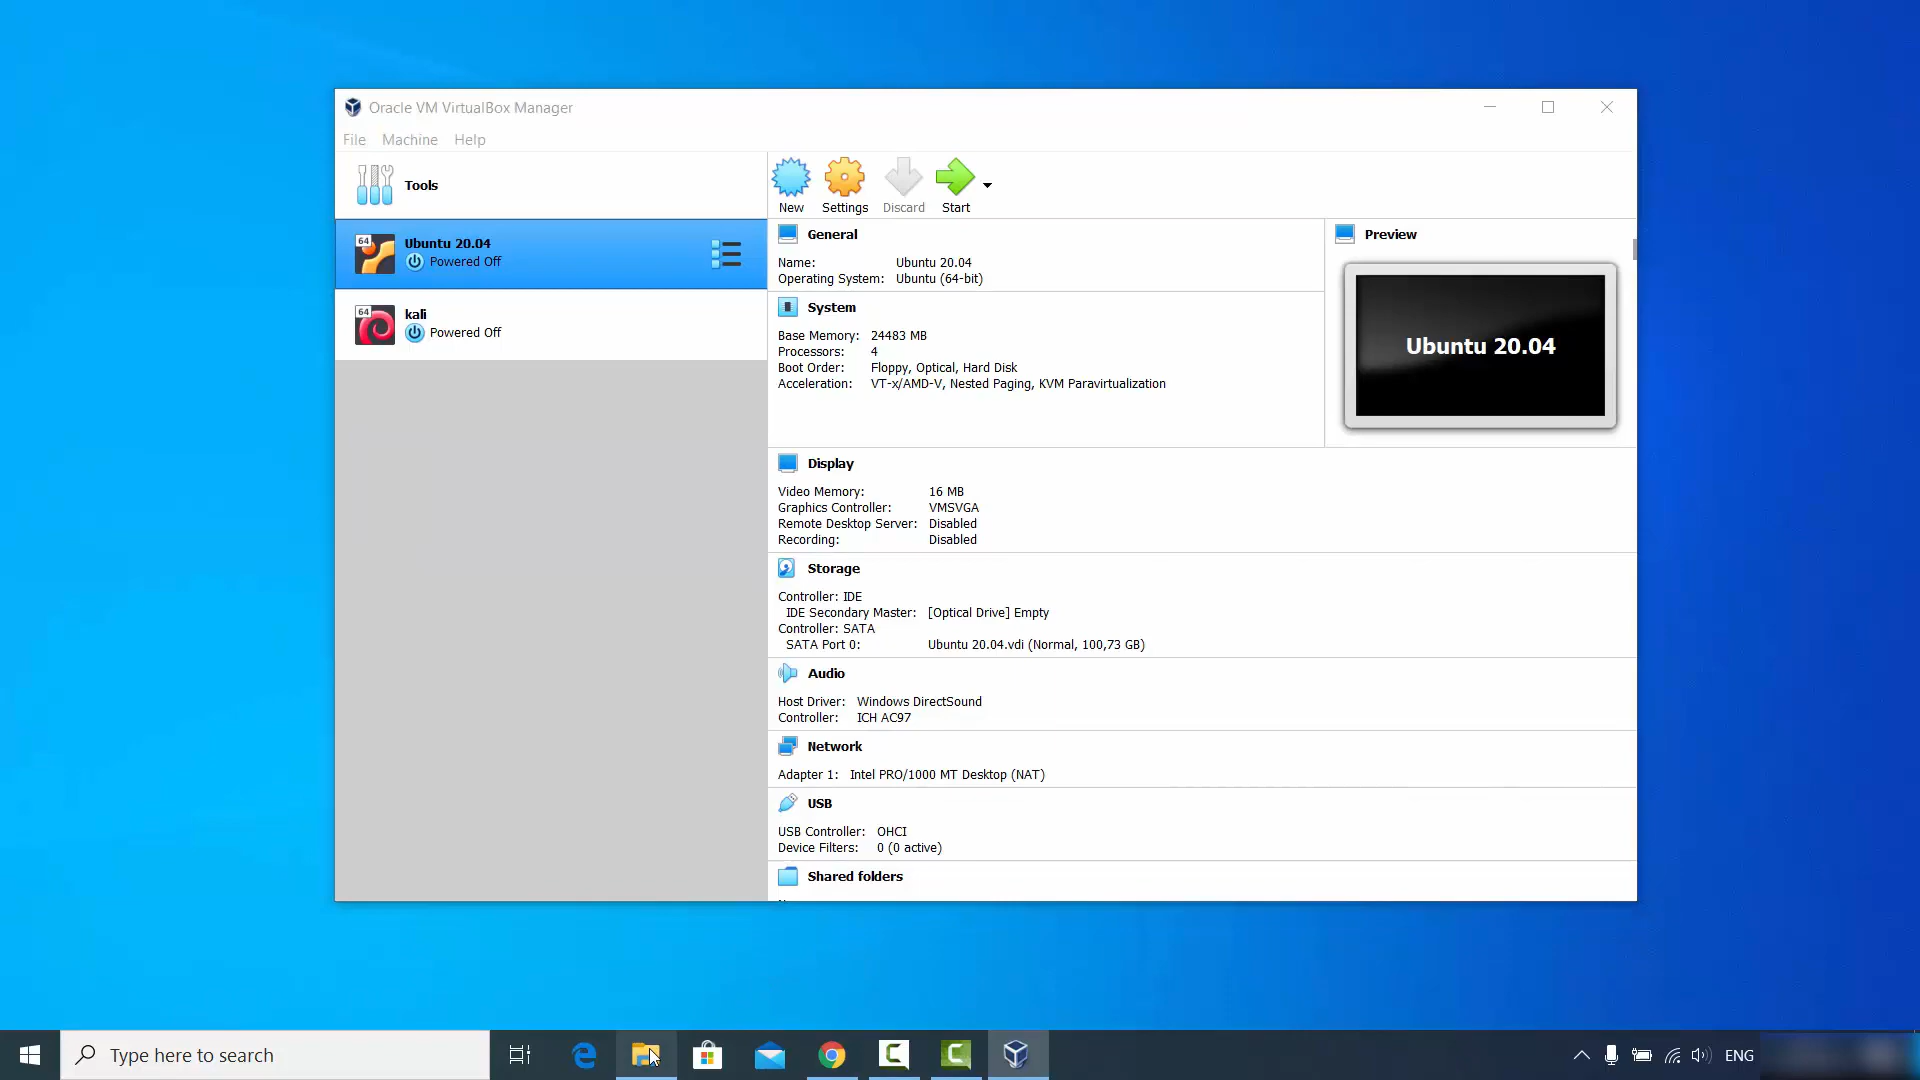 Oracle VM VirtualBox Manager
File Machine Help
Tools
New Settings Discard Start
64
Ubuntu 20.04
Powered Off
64
kali
Powered Off
General
Name: Ubuntu 20.04
Operating System: Ubuntu (64-bit)
System
Base Memory: 24483 MB
Processors: 4
Boot Order: Floppy, Optical, Hard Disk
Acceleration: VT-x/AMD-V, Nested Paging, KVM Paravirtualization
Preview
Ubuntu 20.04
Display
Video Memory: 16 MB
Graphics Controller: VMSVGA
Remote Desktop Server: Disabled
Recording: Disabled
Storage
Controller: IDE
IDE Secondary Master: [Optical Drive] Empty
Controller: SATA
SATA Port 0: Ubuntu 20.04.vdi (Normal, 100,73 GB)
Audio
Host Driver: Windows DirectSound
Controller: ICH AC97
Network
Adapter 1: Intel PRO/1000 MT Desktop (NAT)
USB
USB Controller: OHCI
Device Filters: 0 (0 active)
Shared folders
Type here to search
ENG